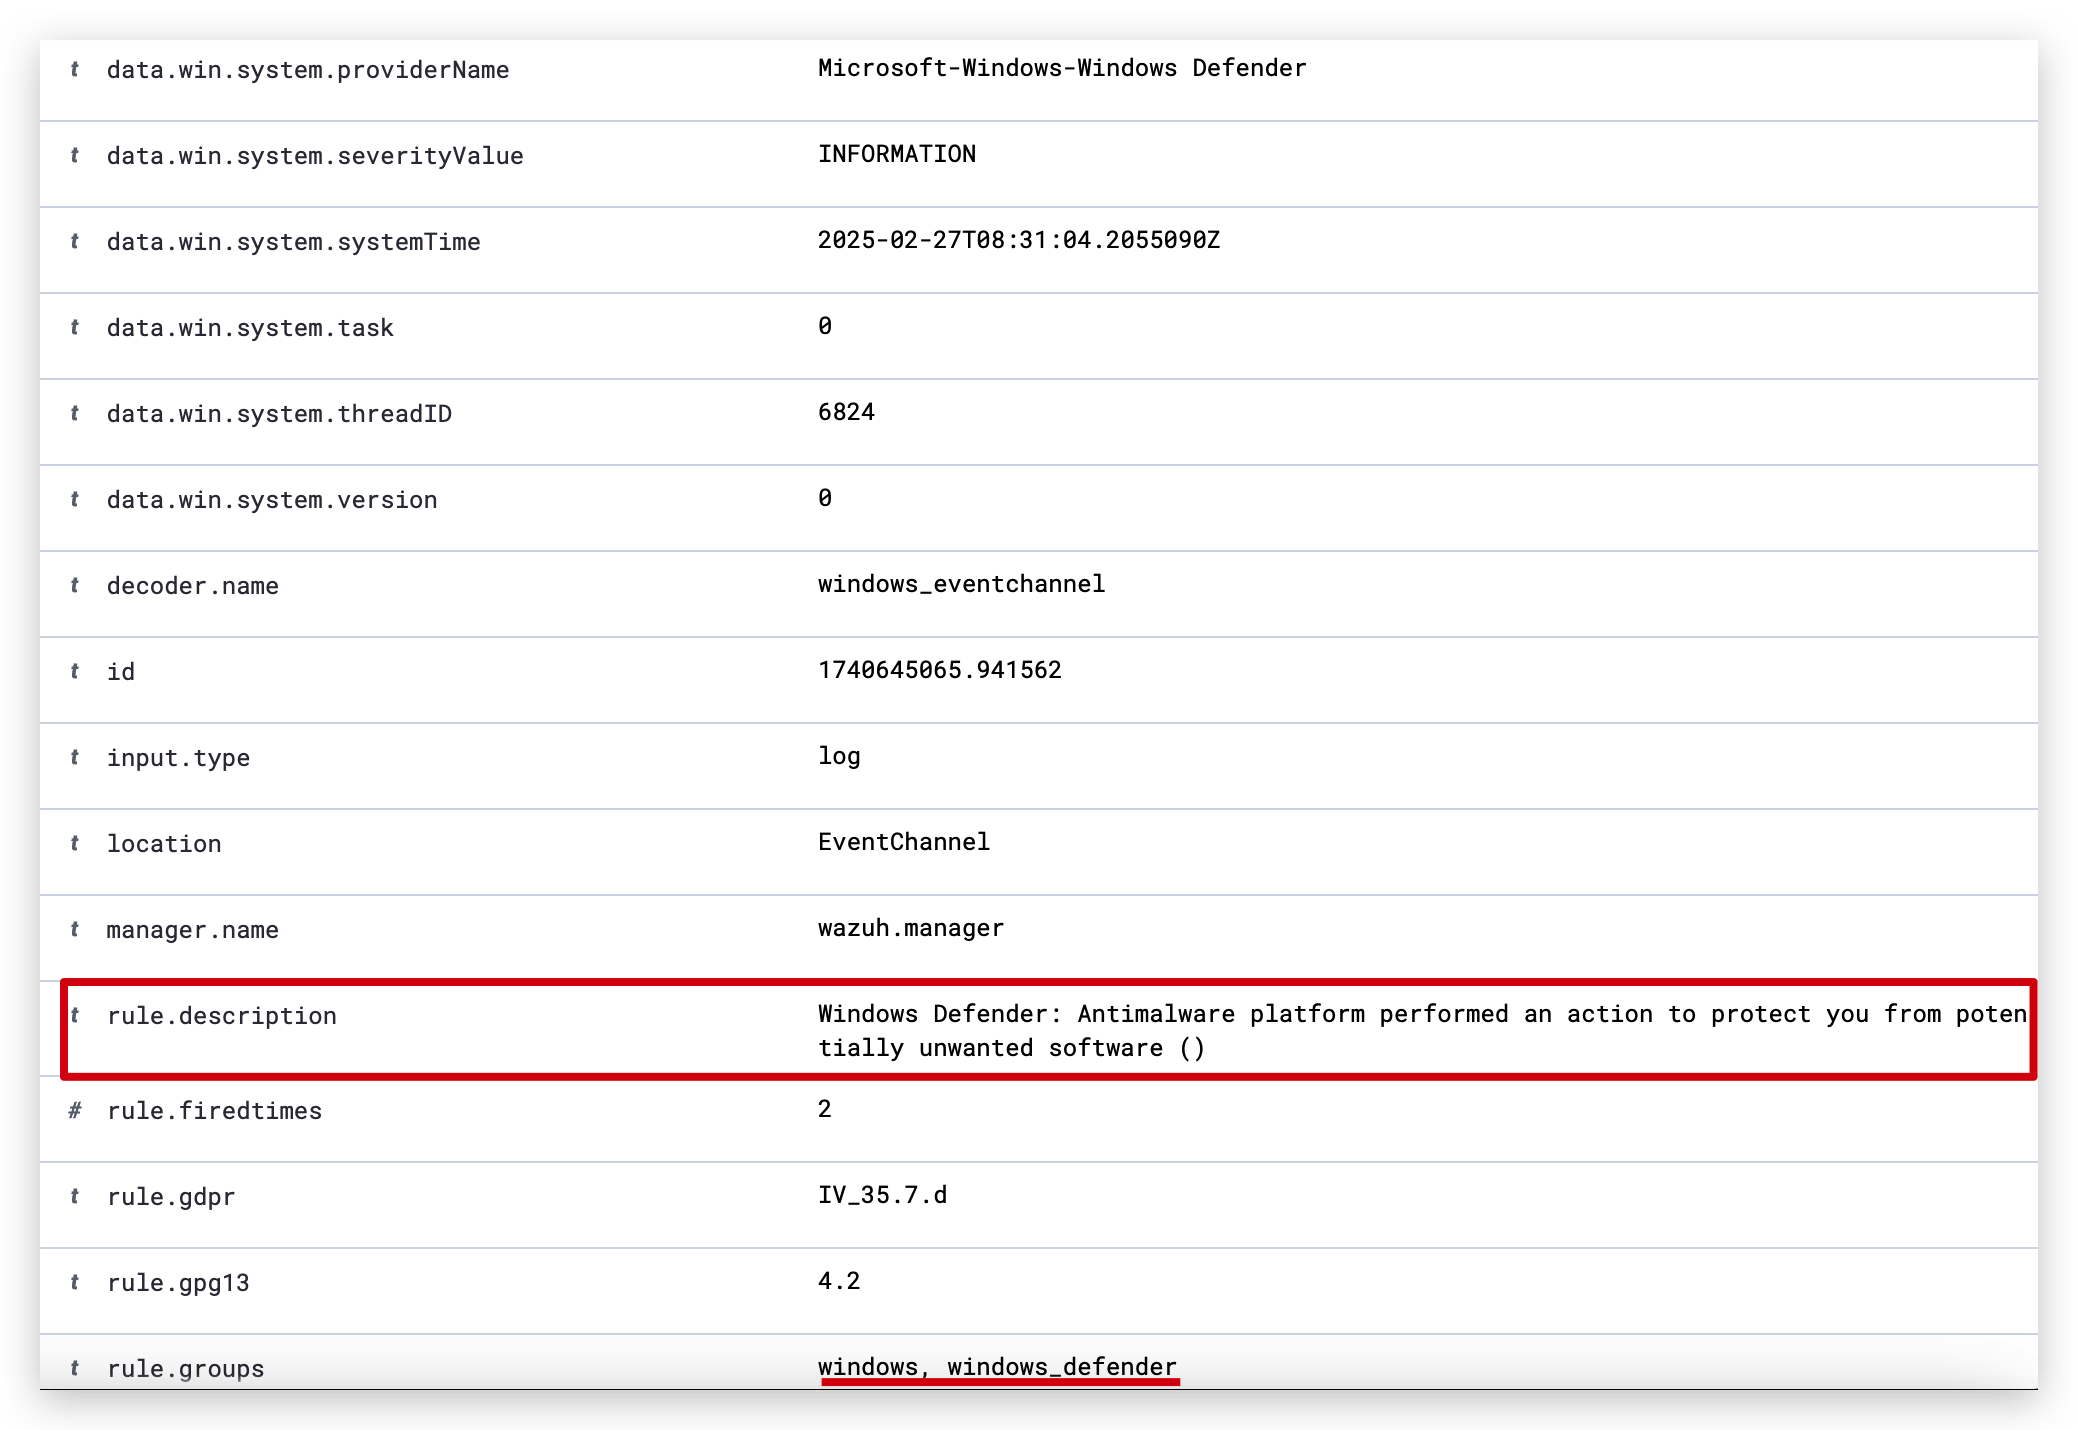 t data.win.system.providerName Microsoft-Windows-Windows Defender
t data.win.system.severityValue INFORMATION
t data.win.system.systemTime 2025-02-27T08:31:04.2055090Z
t data.win.system.task 0
t data.win.system.threadID 6824
t data.win.system.version 0
t decoder.name windows_eventchannel
t id 1740645065.941562
t input.type log
t location EventChannel
t manager.name wazuh.manager
t rule.description Windows Defender: Antimalware platform performed an action to protect you from poten
tially unwanted software ()
# rule.firedtimes 2
t rule.gdpr IV_35.7.d
t rule.gpg13 4.2
t rule.groups windows, windows_defender